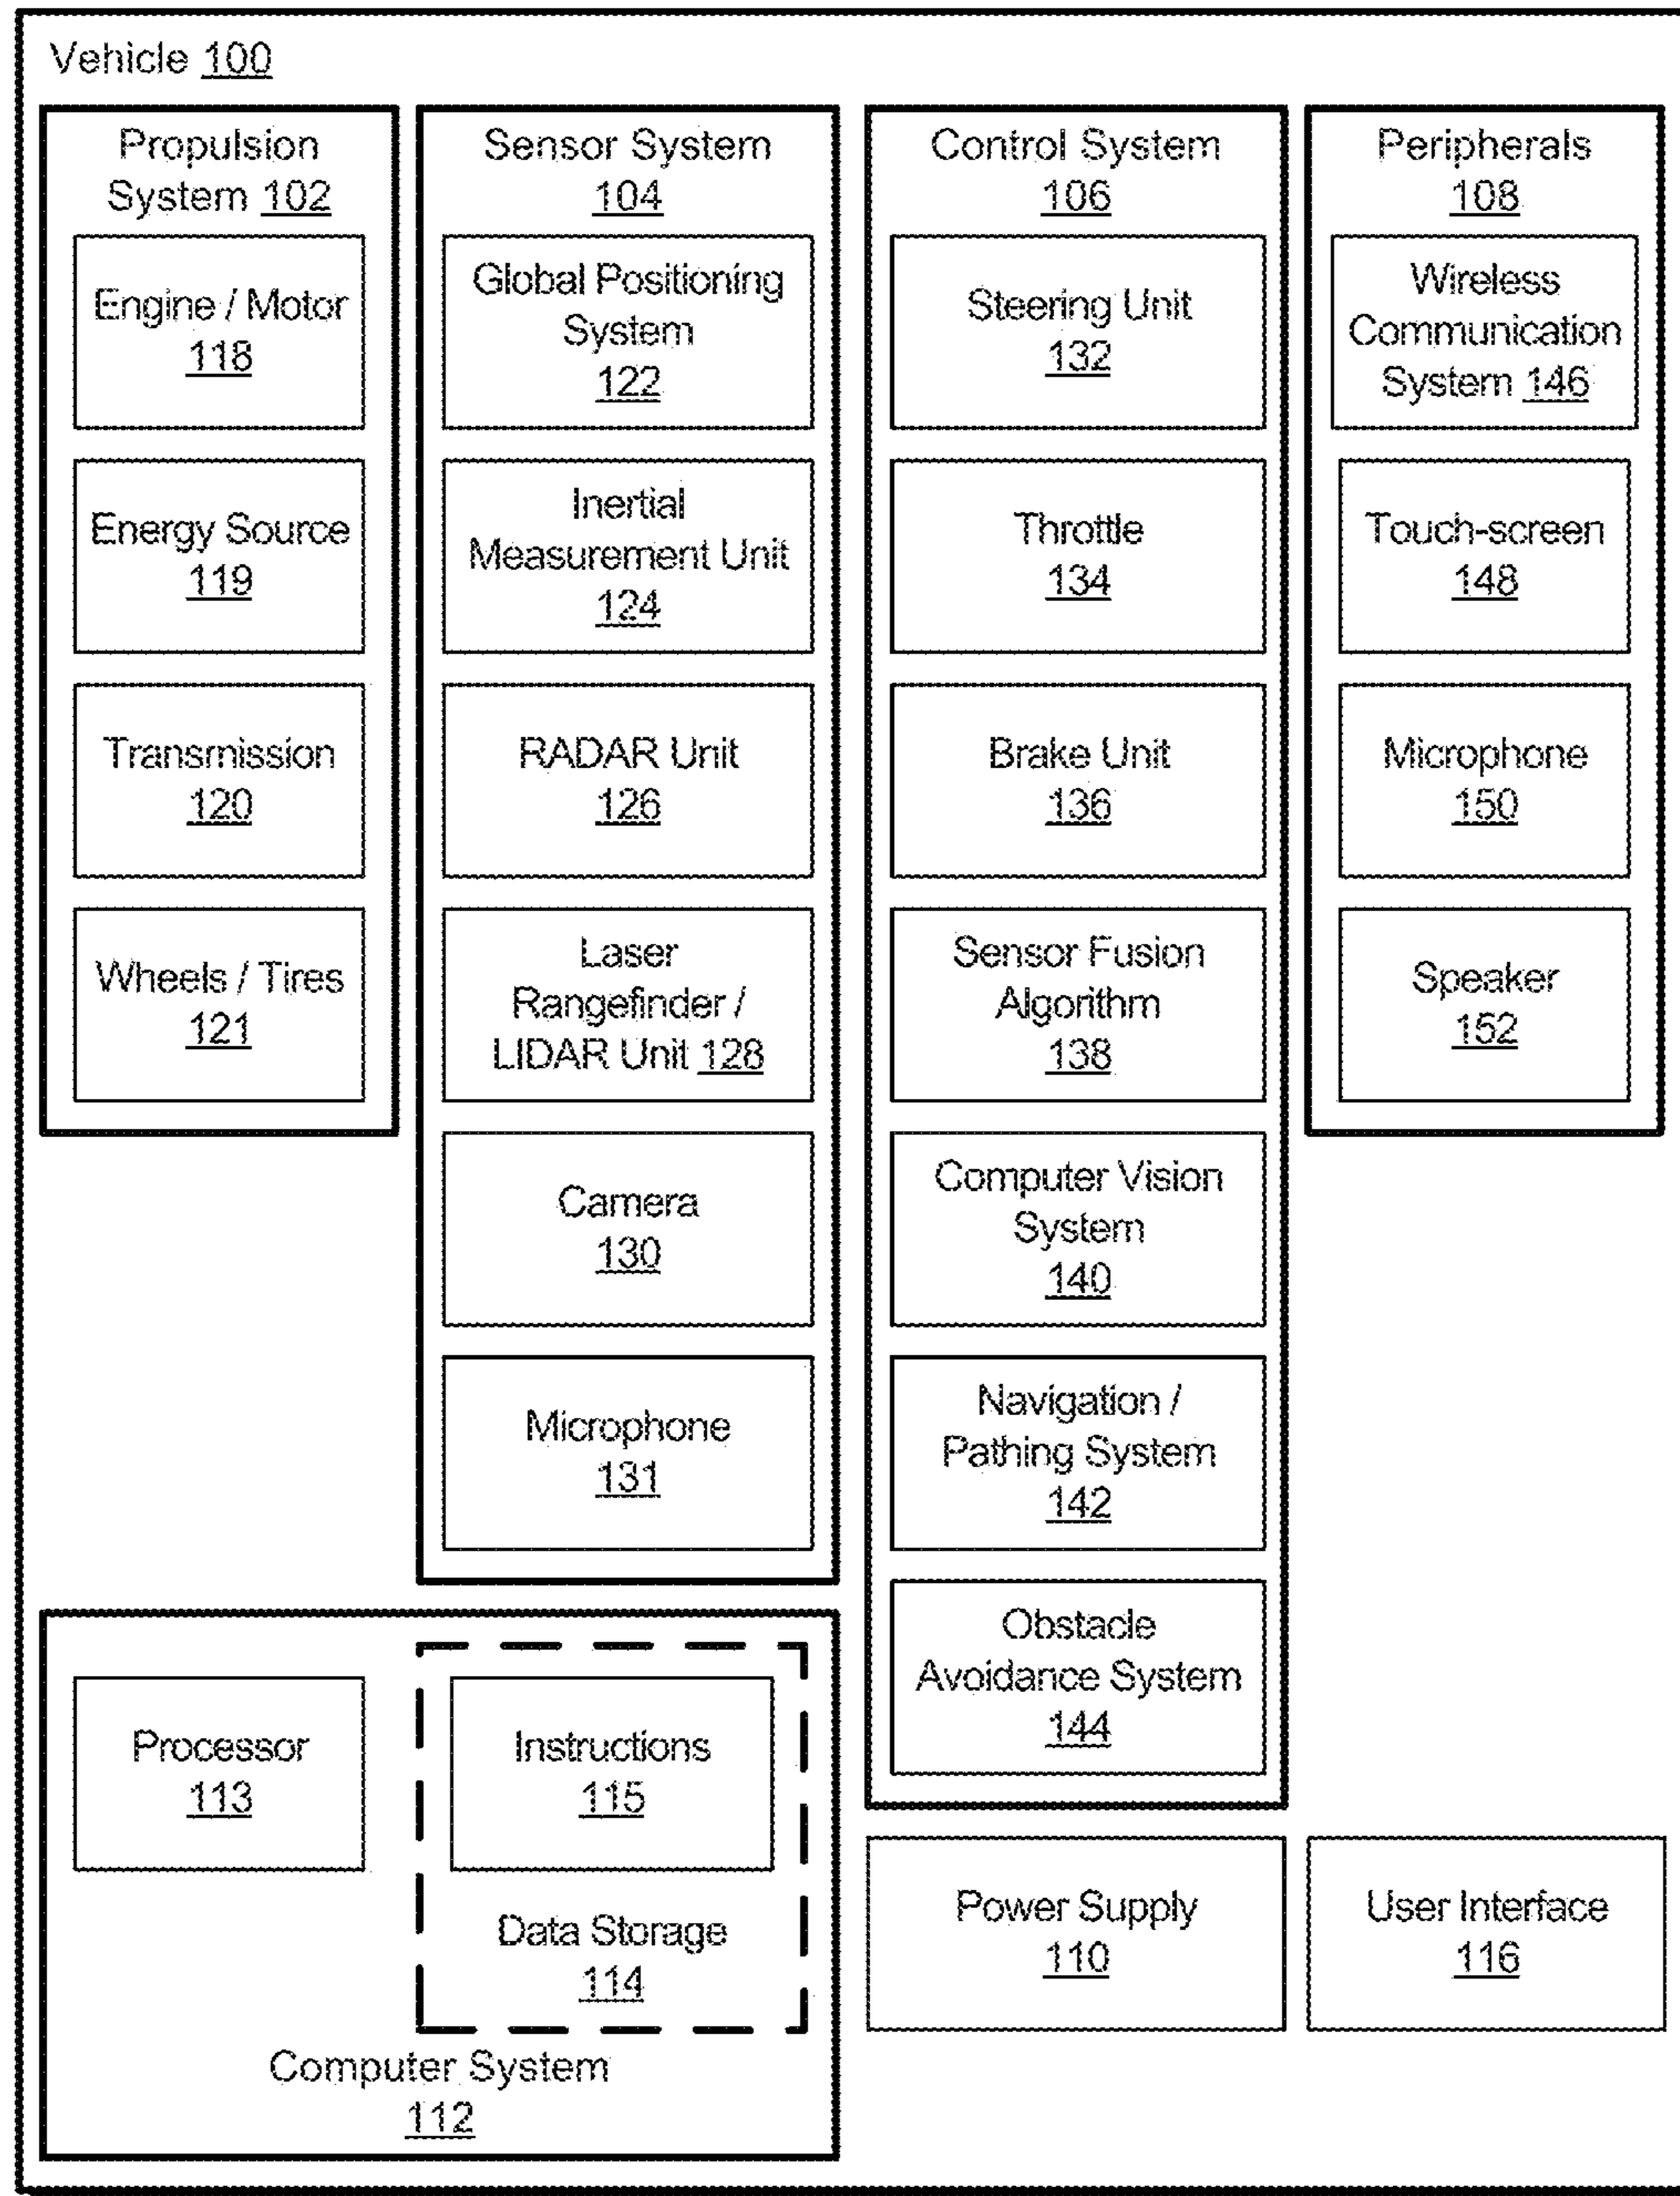 Vehicle 100
Propulsion
System 102
Engine / Motor
118
Energy Source
119
Transmission
120
Wheels / Tires
121
Sensor System
104
Global Positioning
System
122
Inertial
Measurement Unit
124
RADAR Unit
126
Laser
Rangefinder /
LIDAR Unit 128
Camera
130
Microphone
131
Control System
106
Steering Unit
132
Throttle
134
Brake Unit
136
Sensor Fusion
Algorithm
138
Computer Vision
System
140
Navigation /
Pathing System
142
Obstacle
Avoidance System
144
Peripherals
108
Wireless
Communication
System 146
Touch-screen
148
Microphone
150
Speaker
152
Processor
113
Instructions
115
Data Storage
114
Computer System
112
Power Supply
110
User Interface
116